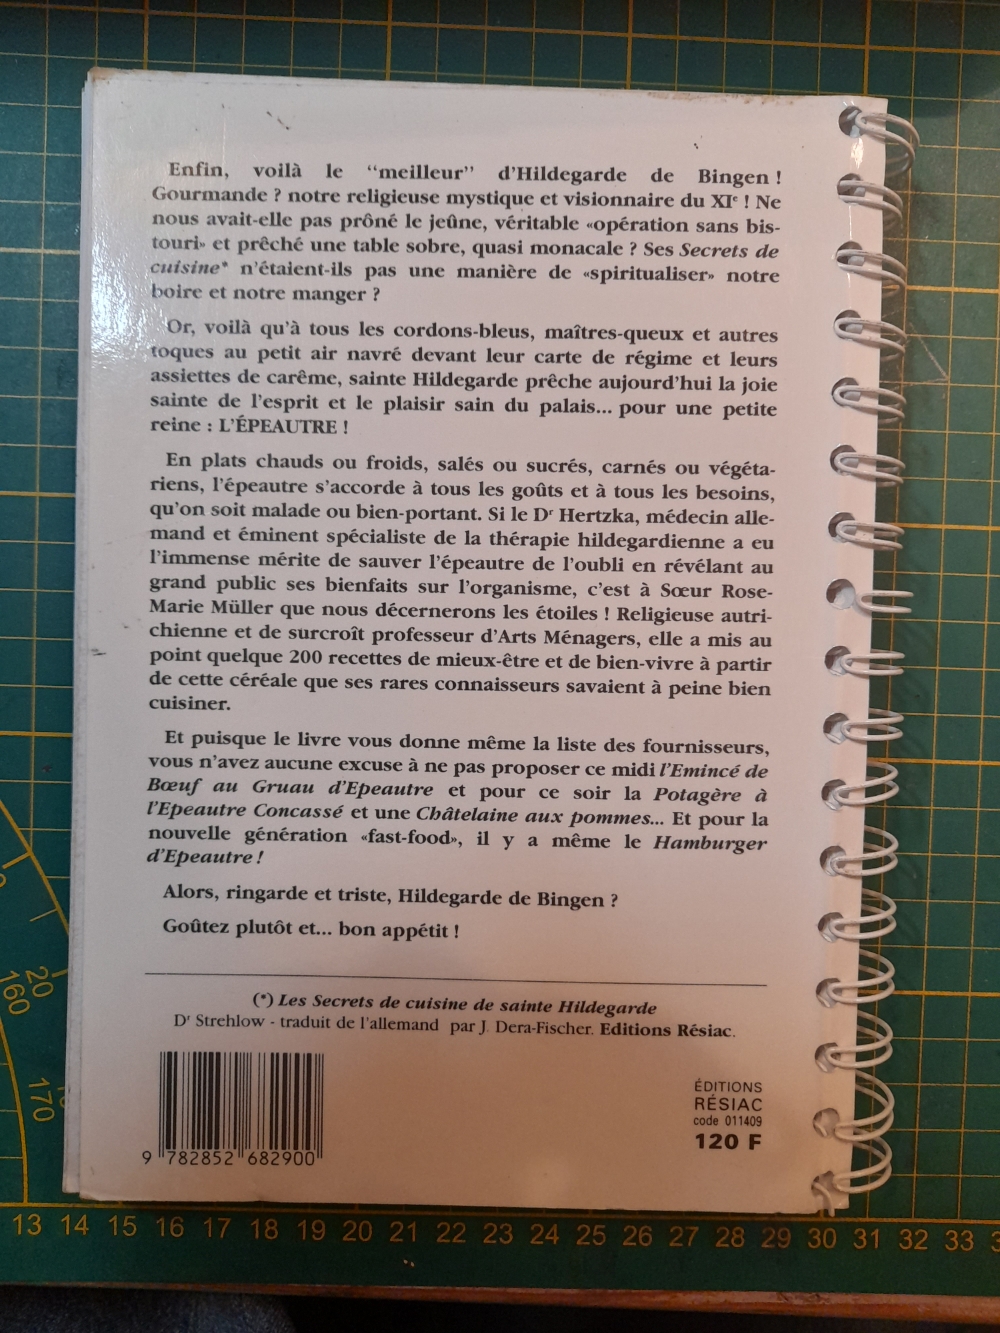 Enfin, voilà le “meilleur” d’Hildegarde de Bingen !
Gourmande ? notre religieuse mystique et visionnaire du XIᵉ ! Ne
nous avait-elle pas prôné le jeûne, véritable «opération sans bis-
touri» et prêché une table sobre, quasi monacale ? Ses Secrets de
cuisine* n’étaient-ils pas une manière de «spiritualiser» notre
boire et notre manger ?
Or, voilà qu’à tous les cordons-bleus, maîtres-queux et autres
toques au petit air navré devant leur carte de régime et leurs
assiettes de carême, sainte Hildegarde prêche aujourd’hui la joie
sainte de l’esprit et le plaisir sain du palais... pour une petite
reine : L’ÉPEAUTRE !
En plats chauds ou froids, salés ou sucrés, carnés ou végéta-
riens, l’épeautre s’accorde à tous les goûts et à tous les besoins,
qu’on soit malade ou bien-portant. Si le Dʳ Hertzka, médecin alle-
mand et éminent spécialiste de la thérapie hildegardienne a eu
l’immense mérite de sauver l’épeautre de l’oubli en révélant au
grand public ses bienfaits sur l’organisme, c’est à Sœur Rose-
Marie Müller que nous décernerons les étoiles ! Religieuse autri-
chienne et de surcroît professeur d’Arts Ménagers, elle a mis au
point quelque 200 recettes de mieux-être et de bien-vivre à partir
de cette céréale que ses rares connaisseurs savaient à peine bien
cuisiner.
Et puisque le livre vous donne même la liste des fournisseurs,
vous n’avez aucune excuse à ne pas proposer ce midi l’Emincé de
Bœuf au Gruau d’Epeautre et pour ce soir la Potagère à
l’Epeautre Concassé et une Châtelaine aux pommes... Et pour la
nouvelle génération «fast-food», il y a même le Hamburger
d’Epeautre !
Alors, ringarde et triste, Hildegarde de Bingen ?
Goûtez plutôt et... bon appétit !
(*) Les Secrets de cuisine de sainte Hildegarde
Dʳ Strehlow - traduit de l’allemand par J. Dera-Fischer. Editions Résiac.
ÉDITIONS
RÉSIAC
code 011409
120 F
9 782852 682900
20
160
170
13 14 15 16 17 18 19 20 21 22 23 24 25 26 27 28 29 30 31 32 33